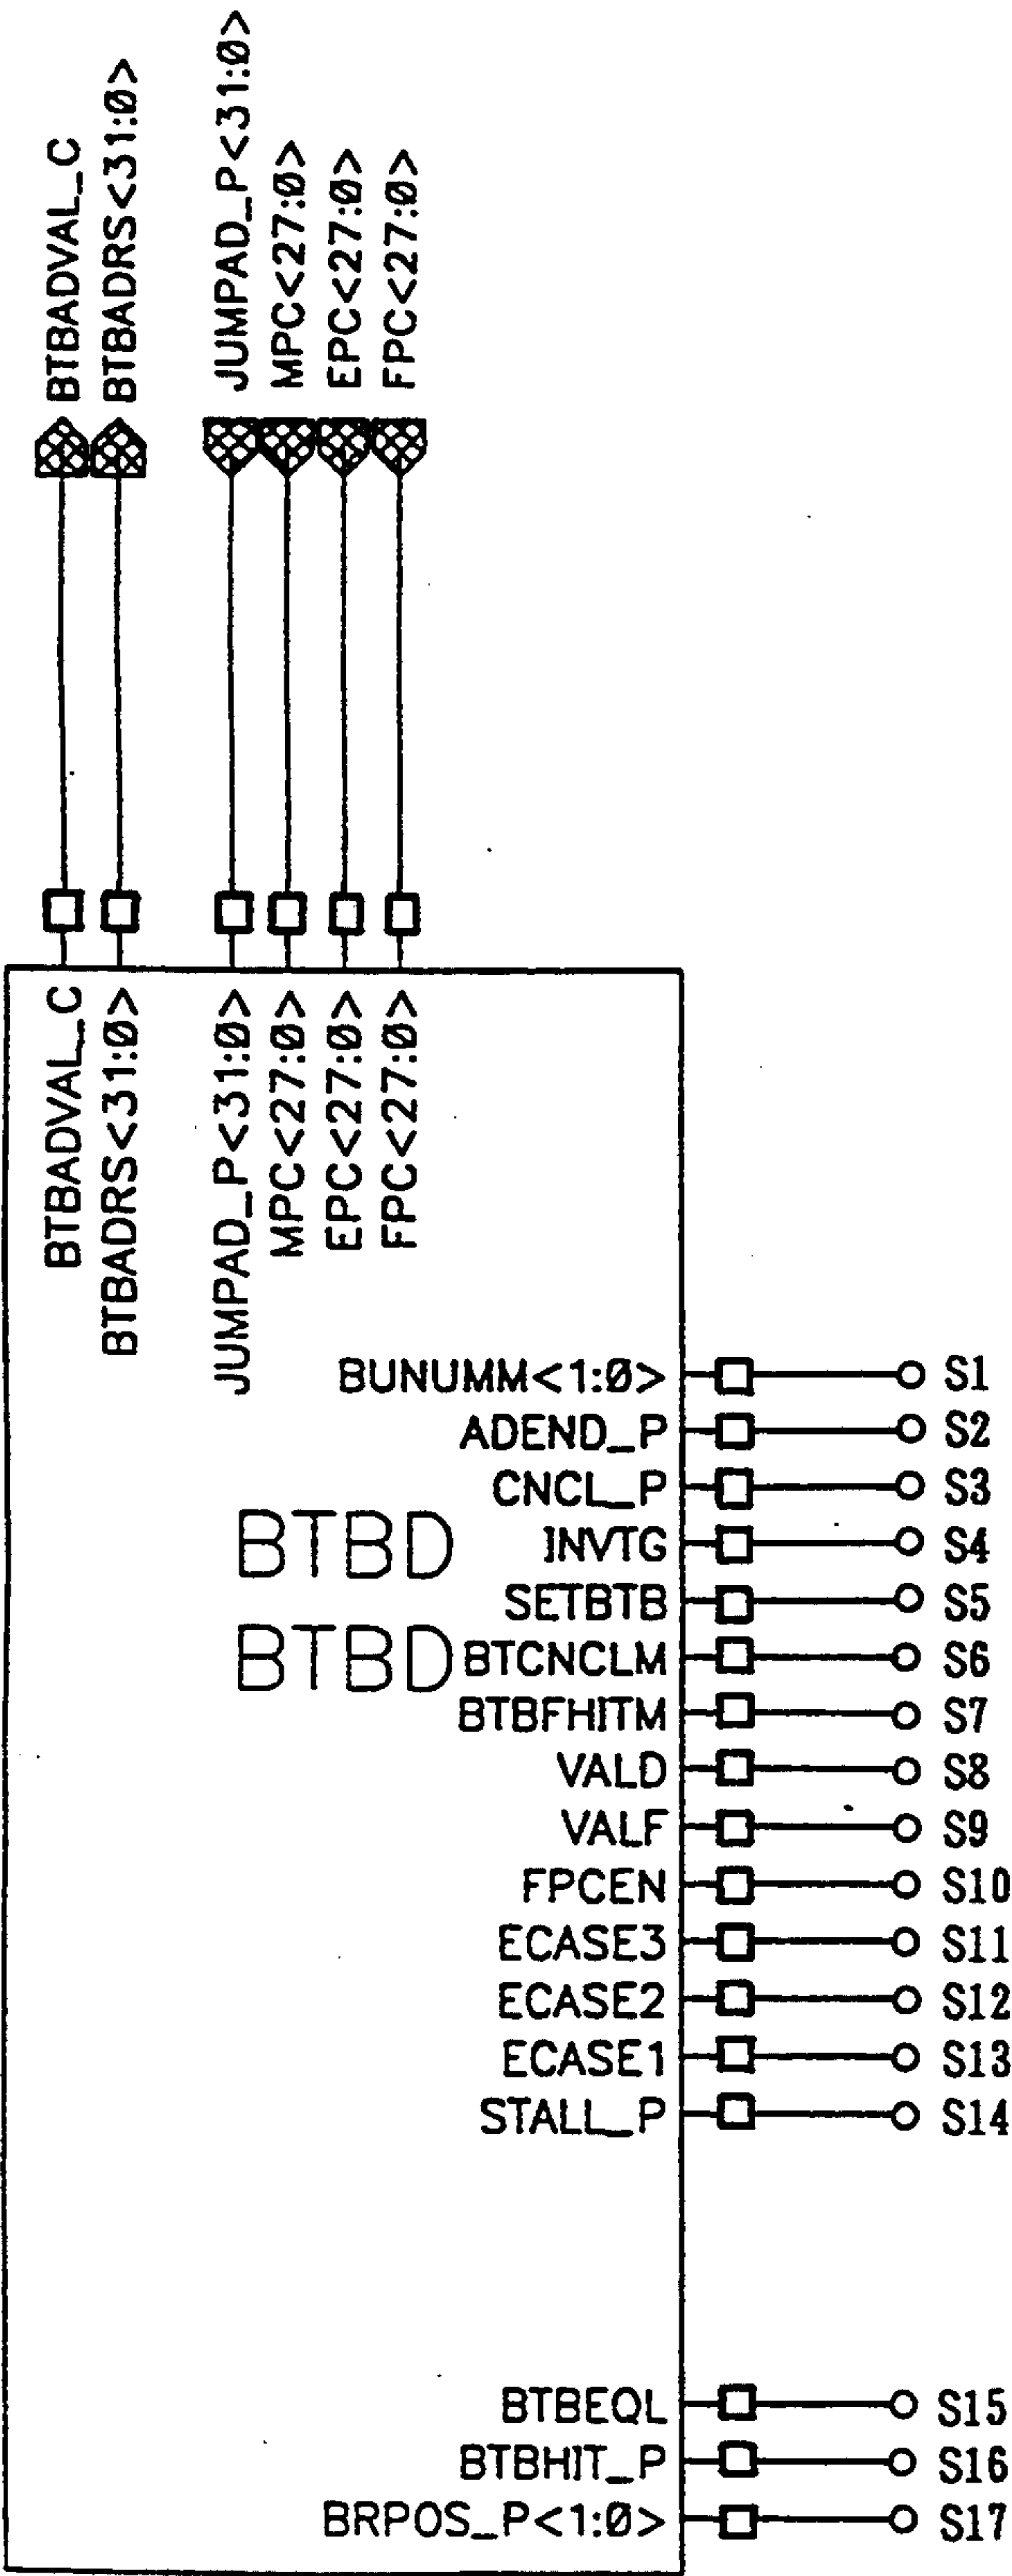 BTBADVAL_C
BTBADRS<31:0>
JUMPAD_P<31:0>
MPC<27:0>
EPC<27:0>
FPC<27:0>
BTBADVAL_C
BTBADRS<31:0>
JUMPAD_P<31:0>
MPC<27:0>
EPC<27:0>
FPC<27:0>
BUNUMM<1:0> S1
ADEND_P S2
CNCL_P S3
BTBD INVTG S4
SETBTB S5
BTBD BTCNCLM S6
BTBFHITM S7
VALD S8
VALF S9
FPCEN S10
ECASE3 S11
ECASE2 S12
ECASE1 S13
STALL_P S14
BTBEQL S15
BTBHIT_P S16
BRPOS_P<1:0> S17